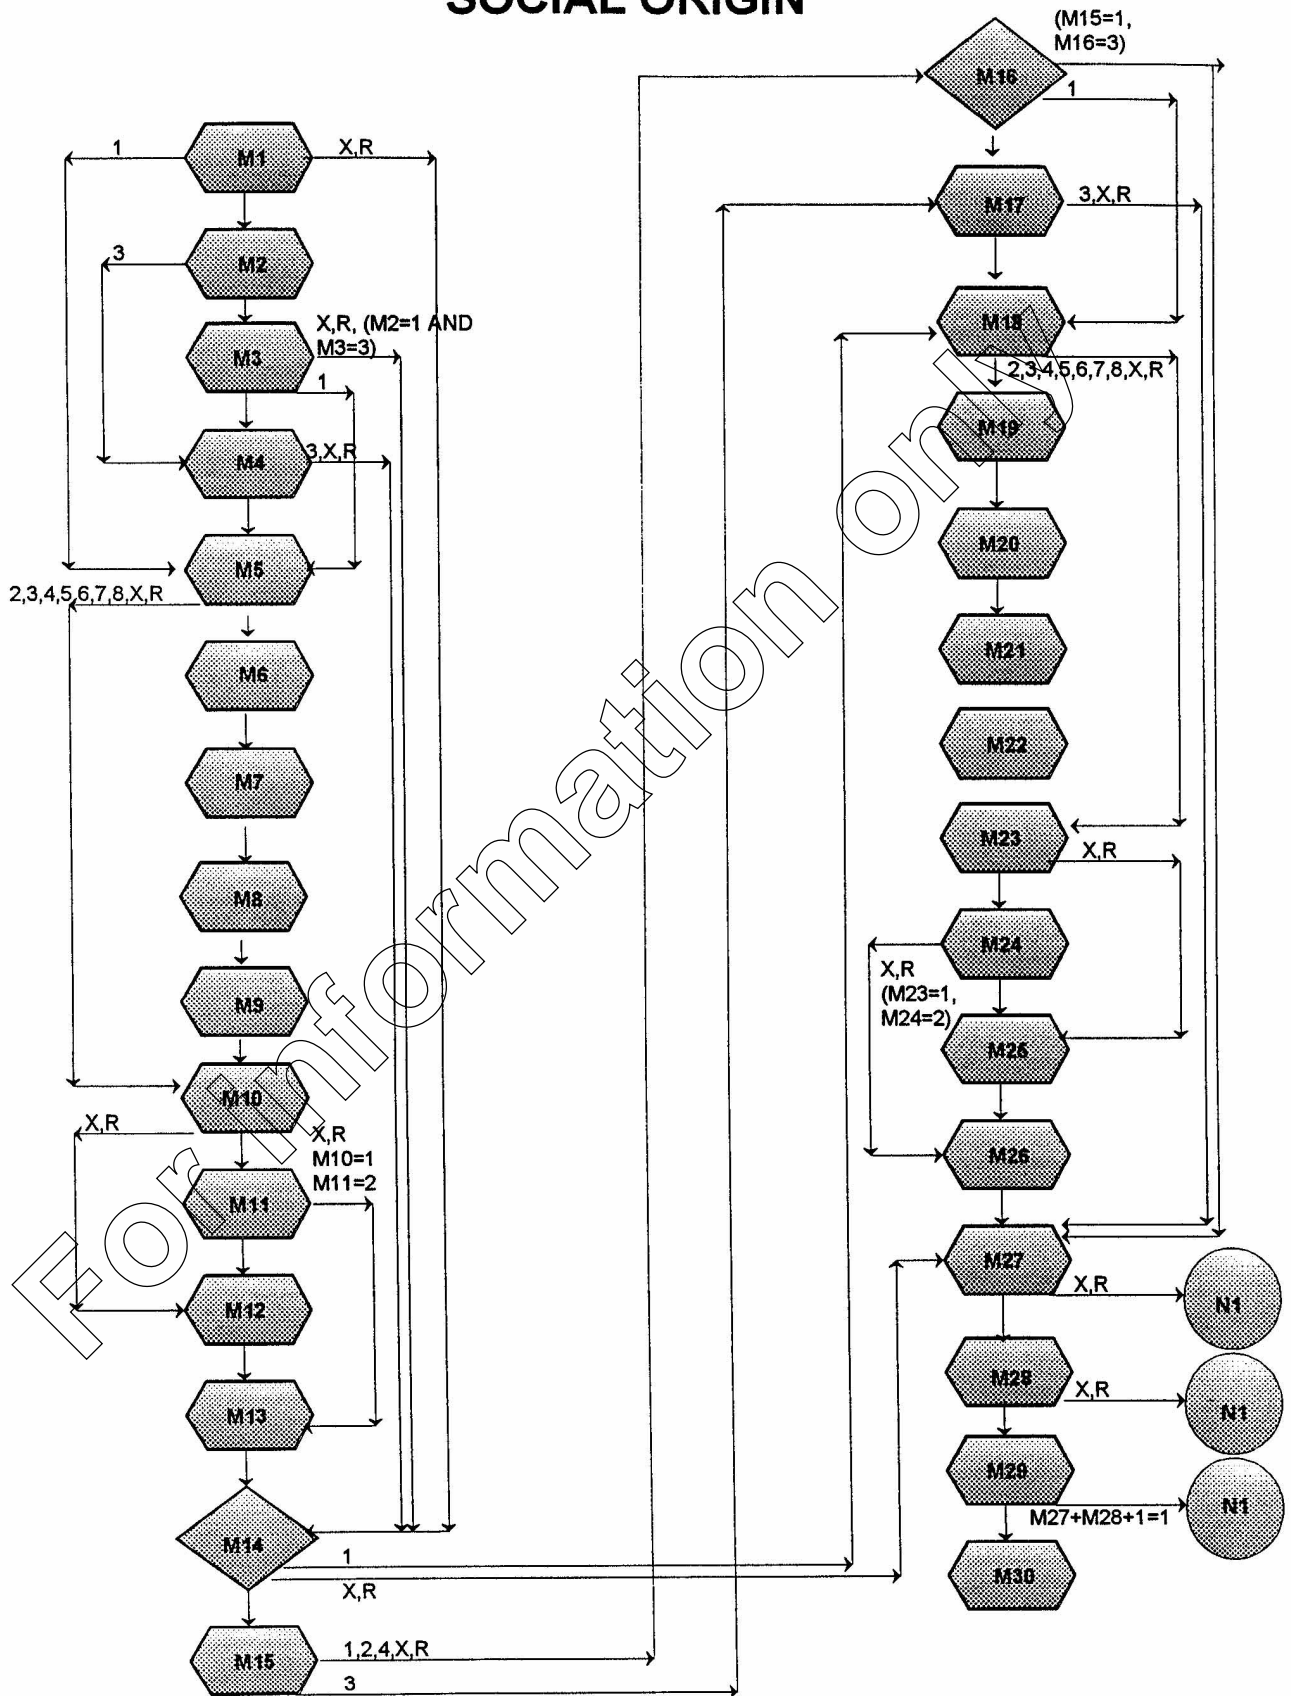 SOCIAL ORIGIN
M1
1
X,R
M2
3
M3
X,R, (M2=1 AND
M3=3)
1
M4
3,X,R
M5
2,3,4,5,6,7,8,X,R
M6
M7
M8
M9
M10
X,R
X,R
M10=1
M11=2
M11
M12
M13
M14
1
X,R
M15
1,2,4,X,R
3
(M15=1,
M16=3)
M16
1
M17
3,X,R
M18
2,3,4,5,6,7,8,X,R
M19
M20
M21
M22
M23
X,R
M24
X,R
(M23=1,
M24=2)
M25
M26
M27
X,R
N1
M28
X,R
N1
M29
M27+M28+1=1
N1
M30
For Information only